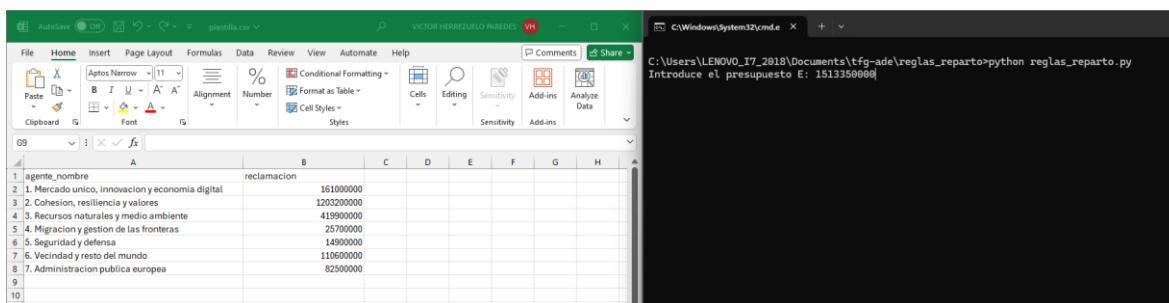 AutoSave Off plantilla.csv VICTOR HERREZUELO PAREDES VH
File Home Insert Page Layout Formulas Data Review View Automate Help Comments Share
Paste Aptos Narrow 11 A^ Aˇ Alignment Number Conditional Formatting Cells Editing Sensitivity Add-ins Analyze Data
B I U A Format as Table
Cell Styles
Clipboard Font Styles Sensitivity Add-ins
G9 fx
A B C D E F G H
1 agente_nombre reclamacion
2 1. Mercado unico, innovacion y economia digital 161000000
3 2. Cohesion, resiliencia y valores 1203200000
4 3. Recursos naturales y medio ambiente 419900000
5 4. Migracion y gestion de las fronteras 25700000
6 5. Seguridad y defensa 14900000
7 6. Vecindad y resto del mundo 110600000
8 7. Administracion publica europea 82500000
9
10
C:\Windows\System32\cmd.e
C:\Users\LENOVO_I7_2018\Documents\tfg-ade\reglas_reparto>python reglas_reparto.py
Introduce el presupuesto E: 1513350000